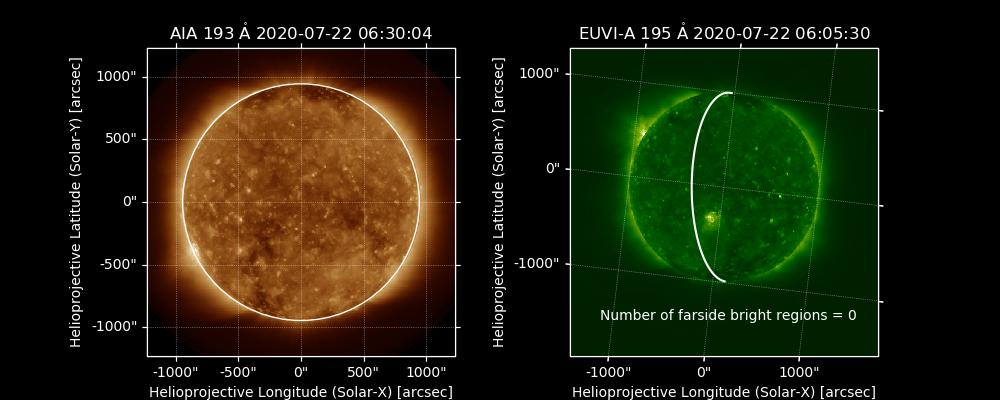 AIA 193 Å 2020-07-22 06:30:04
Helioprojective Latitude (Solar-Y) [arcsec]
1000"
500"
0"
-500"
-1000"
-1000" -500" 0" 500" 1000"
Helioprojective Longitude (Solar-X) [arcsec]
EUVI-A 195 Å 2020-07-22 06:05:30
Helioprojective Latitude (Solar-Y) [arcsec]
1000"
0"
-1000"
Number of farside bright regions = 0
-1000" 0" 1000"
Helioprojective Longitude (Solar-X) [arcsec]